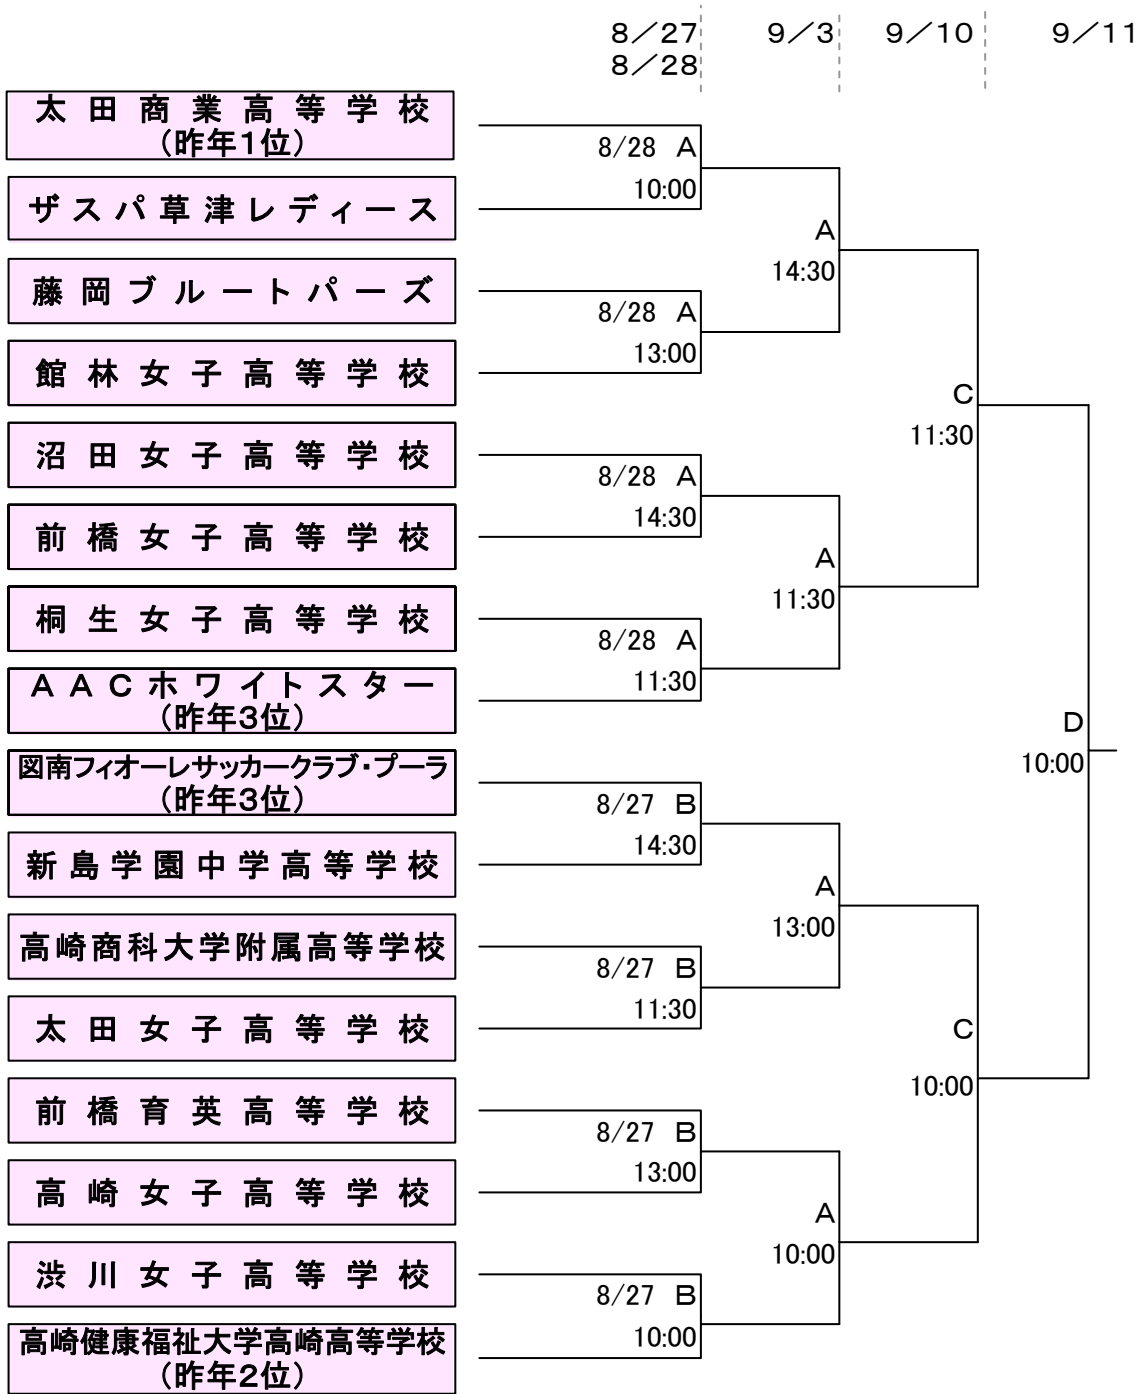 8/27 9/3 9/10 9/11
8/28
太田商業高等学校
(昨年1位)
8/28 A
10:00
ザスパ草津レディース
A
14:30
藤岡ブルートパーズ
8/28 A
13:00
館林女子高等学校
C
11:30
沼田女子高等学校
8/28 A
14:30
前橋女子高等学校
A
11:30
桐生女子高等学校
8/28 A
11:30
AACホワイトスター
(昨年3位)
D
10:00
図南フィオーレサッカークラブ・プーラ
(昨年3位)
8/27 B
14:30
新島学園中学高等学校
A
13:00
高崎商科大学附属高等学校
8/27 B
11:30
太田女子高等学校
C
10:00
前橋育英高等学校
8/27 B
13:00
高崎女子高等学校
A
10:00
渋川女子高等学校
8/27 B
10:00
高崎健康福祉大学高崎高等学校
(昨年2位)